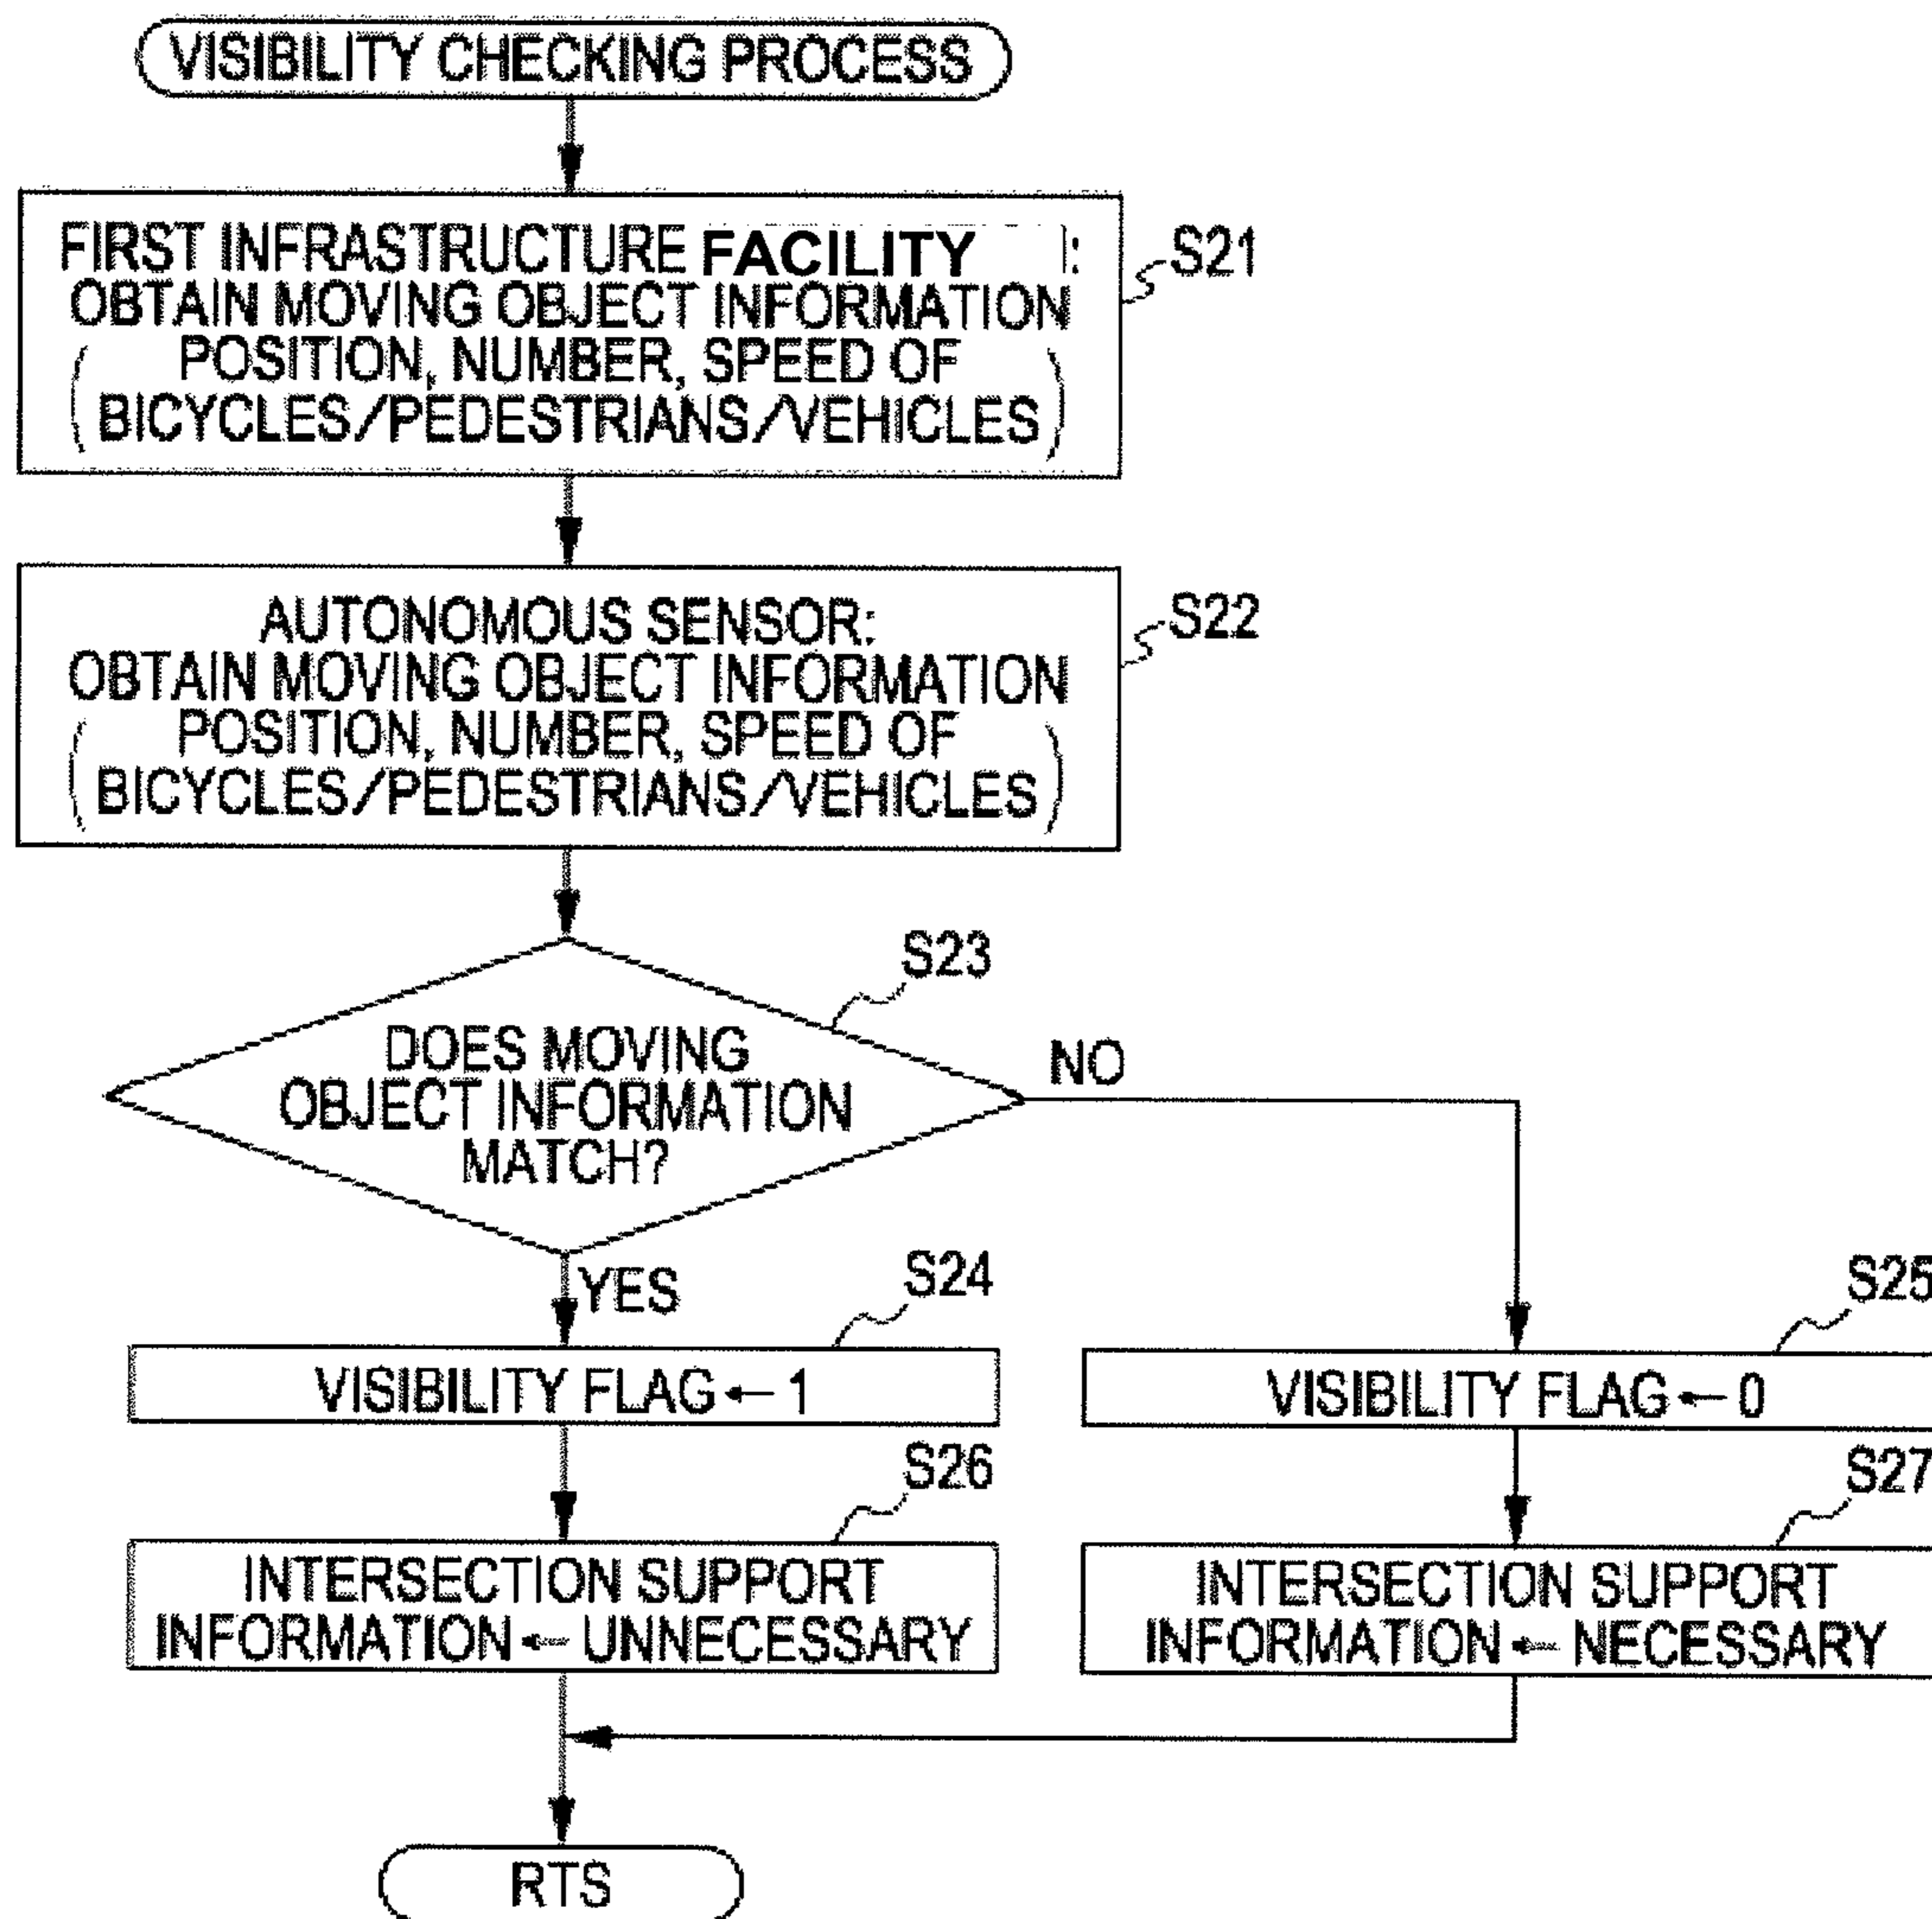 VISIBILITY CHECKING PROCESS
FIRST INFRASTRUCTURE FACILITY :
OBTAIN MOVING OBJECT INFORMATION
( POSITION, NUMBER, SPEED OF
BICYCLES/PEDESTRIANS/VEHICLES )
S21
AUTONOMOUS SENSOR:
OBTAIN MOVING OBJECT INFORMATION
( POSITION, NUMBER, SPEED OF
BICYCLES/PEDESTRIANS/VEHICLES )
S22
S23
DOES MOVING
OBJECT INFORMATION
MATCH?
NO
YES
S24
VISIBILITY FLAG ← 1
S25
VISIBILITY FLAG ← 0
S26
INTERSECTION SUPPORT
INFORMATION ← UNNECESSARY
S27
INTERSECTION SUPPORT
INFORMATION ← NECESSARY
RTS